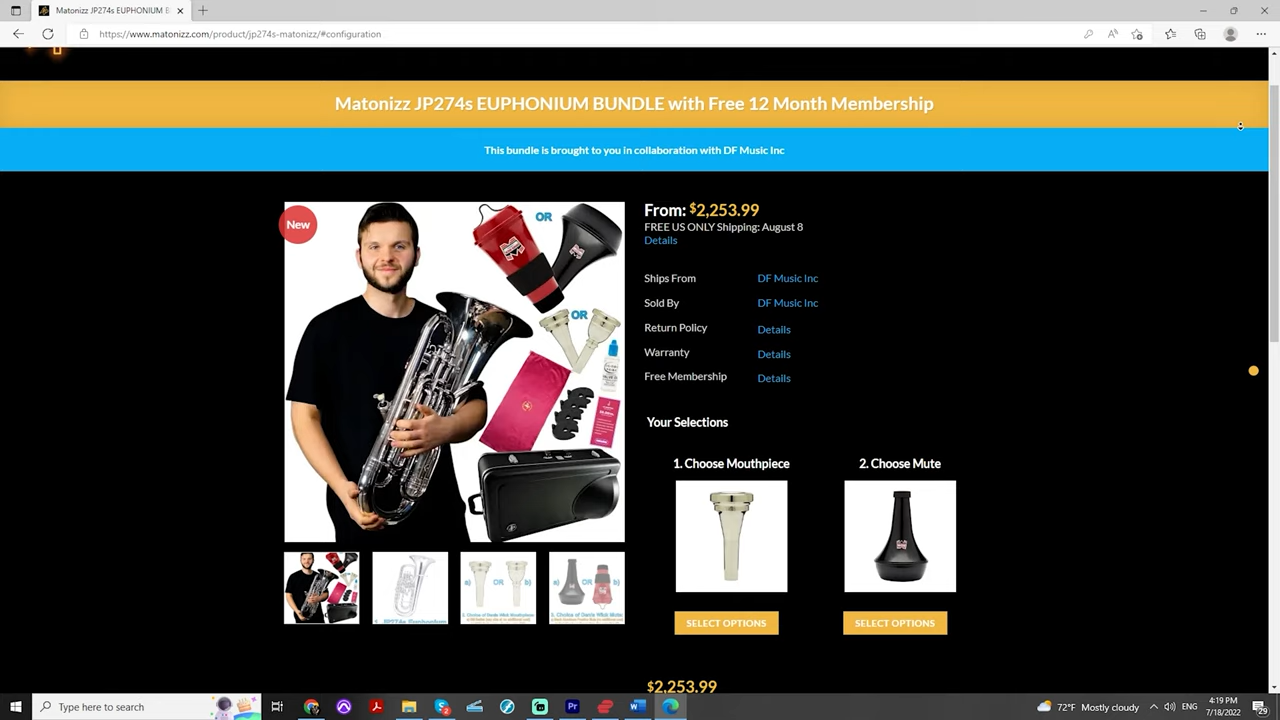 Matonizz JP274s EUPHONIUM B
https://www.matonizz.com/product/jp274s-matonizz/#configuration
Matonizz JP274s EUPHONIUM BUNDLE with Free 12 Month Membership
This bundle is brought to you in collaboration with DF Music Inc
New
OR
OR
From: $2,253.99
FREE US ONLY Shipping: August 8
Details
Ships From DF Music Inc
Sold By DF Music Inc
Return Policy Details
Warranty Details
Free Membership Details
Your Selections
1. Choose Mouthpiece 2. Choose Mute
a) OR b)
a) OR b)
SELECT OPTIONS SELECT OPTIONS
$2,253.99
Type here to search
72°F Mostly cloudy
ENG
4:19 PM
7/18/2022